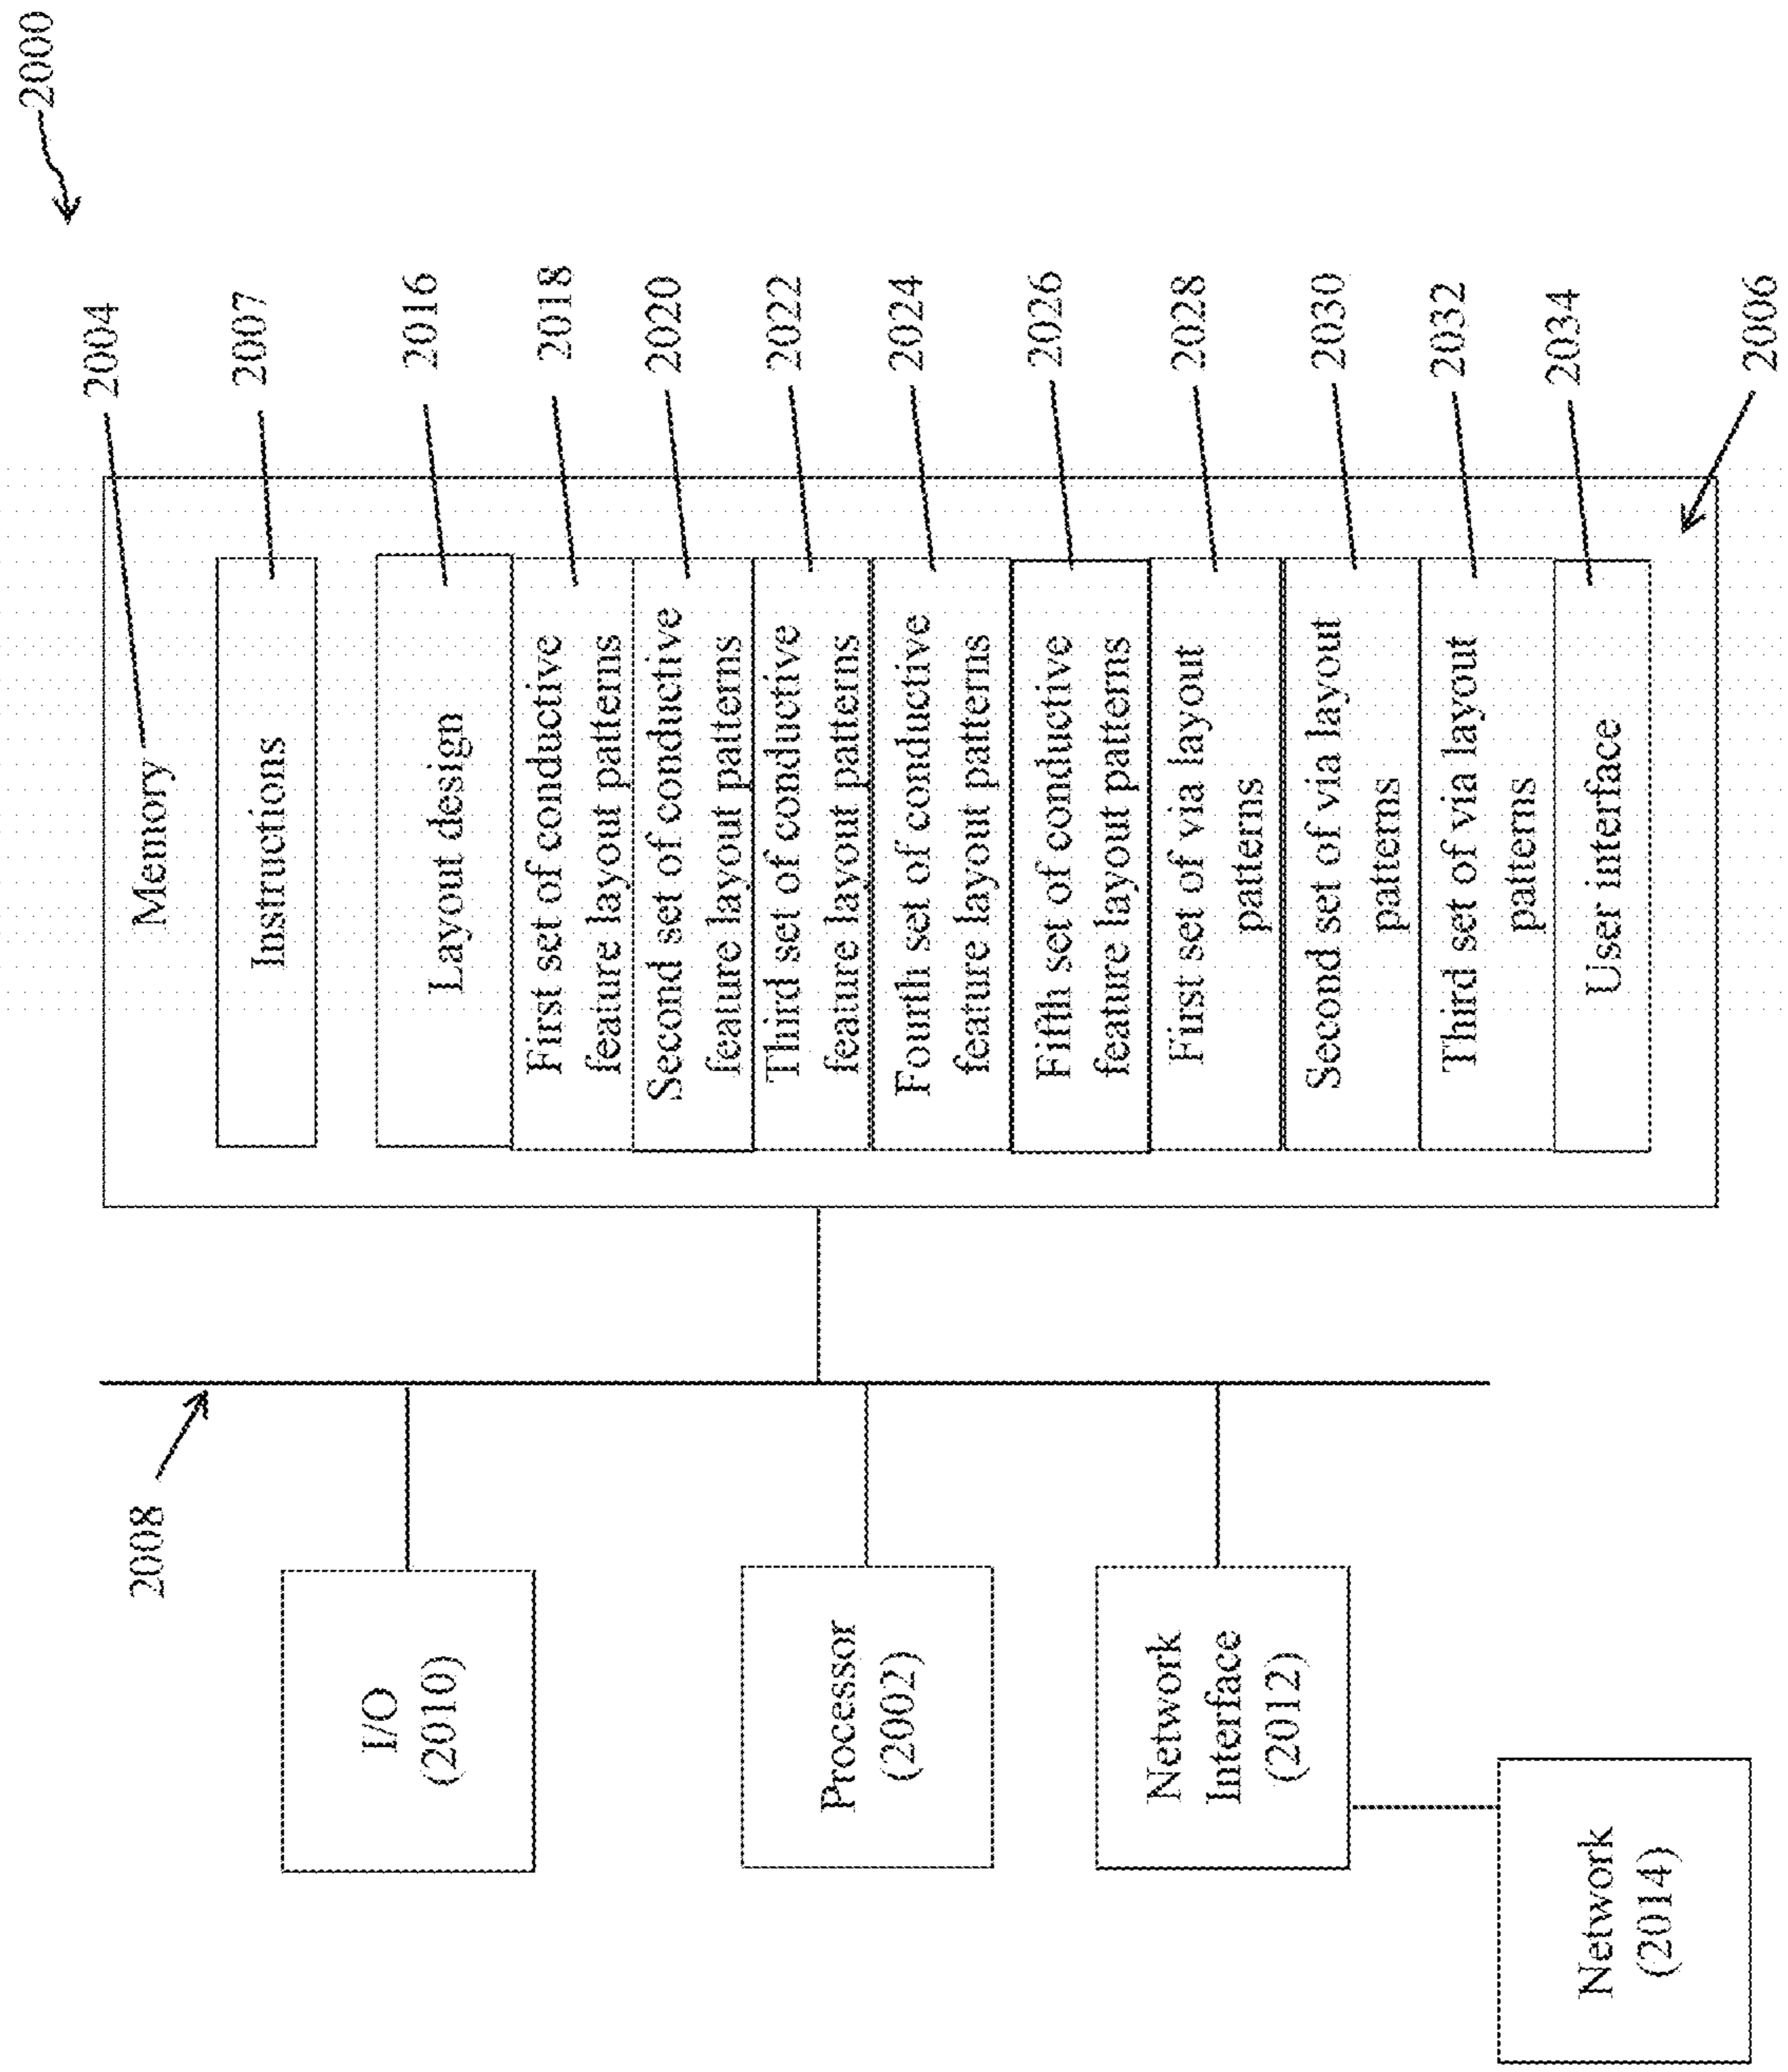 2000
2004
Memory
2007
Instructions
2016
Layout design
2018
First set of conductive
feature layout patterns
2020
Second set of conductive
feature layout patterns
2022
Third set of conductive
feature layout patterns
2024
Fourth set of conductive
feature layout patterns
2026
Fifth set of conductive
feature layout patterns
2028
First set of via layout
patterns
2030
Second set of via layout
patterns
2032
Third set of via layout
patterns
2034
User interface
2006
2008
I/O
(2010)
Processor
(2002)
Network
Interface
(2012)
Network
(2014)